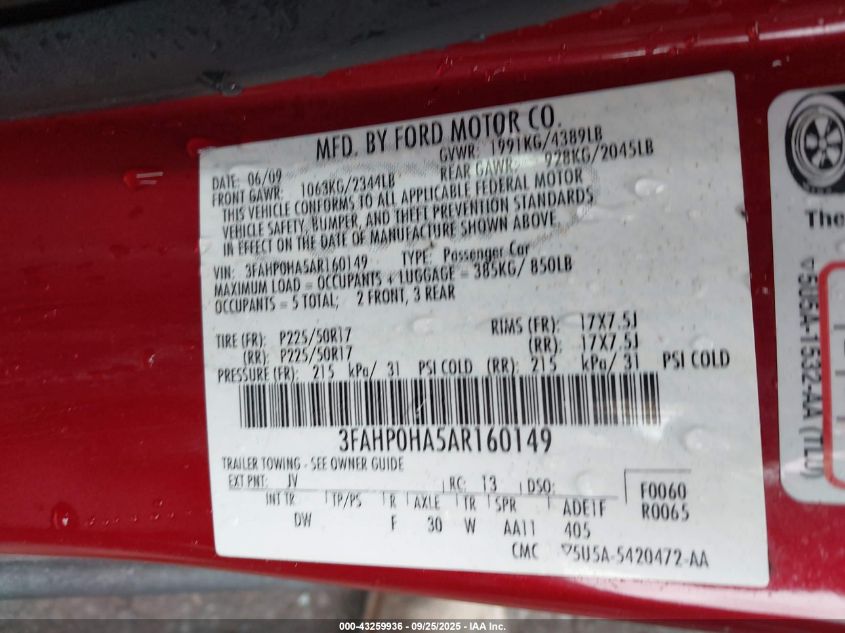 MFD. BY FORD MOTOR CO.
DATE: 06/09 GVWR: 1991KG/4389LB
FRONT GAWR: 1063KG/2344LB REAR GAWR: 928KG/2045LB
THIS VEHICLE CONFORMS TO ALL APPLICABLE FEDERAL MOTOR
VEHICLE SAFETY, BUMPER, AND THEFT PREVENTION STANDARDS
IN EFFECT ON THE DATE OF MANUFACTURE SHOWN ABOVE
VIN: 3FAHP0HA5AR160149 TYPE: Passenger Car
MAXIMUM LOAD = OCCUPANTS + LUGGAGE = 385KG/ 850LB
OCCUPANTS = 5 TOTAL; 2 FRONT, 3 REAR
TIRE (FR): P225/50R17 RIMS (FR): 17X7.5J
(RR): P225/50R17 (RR): 17X7.5J
PRESSURE (FR): 215 kPa/ 31 PSI COLD (RR): 215 kPa/ 31 PSI COLD
3FAHP0HA5AR160149
TRAILER TOWING - SEE OWNER GUIDE
EXT PNT: JV RC: 13 DSO: F0060
INT TR TP/PS R AXLE TR SPR ADE1F R0065
DW F 30 W AA11 405
CMC ▽5U5A-5420472-AA
The
▽5U5A-1532-AA (TL0)
000-43259936 - 09/25/2025 - IAA Inc.